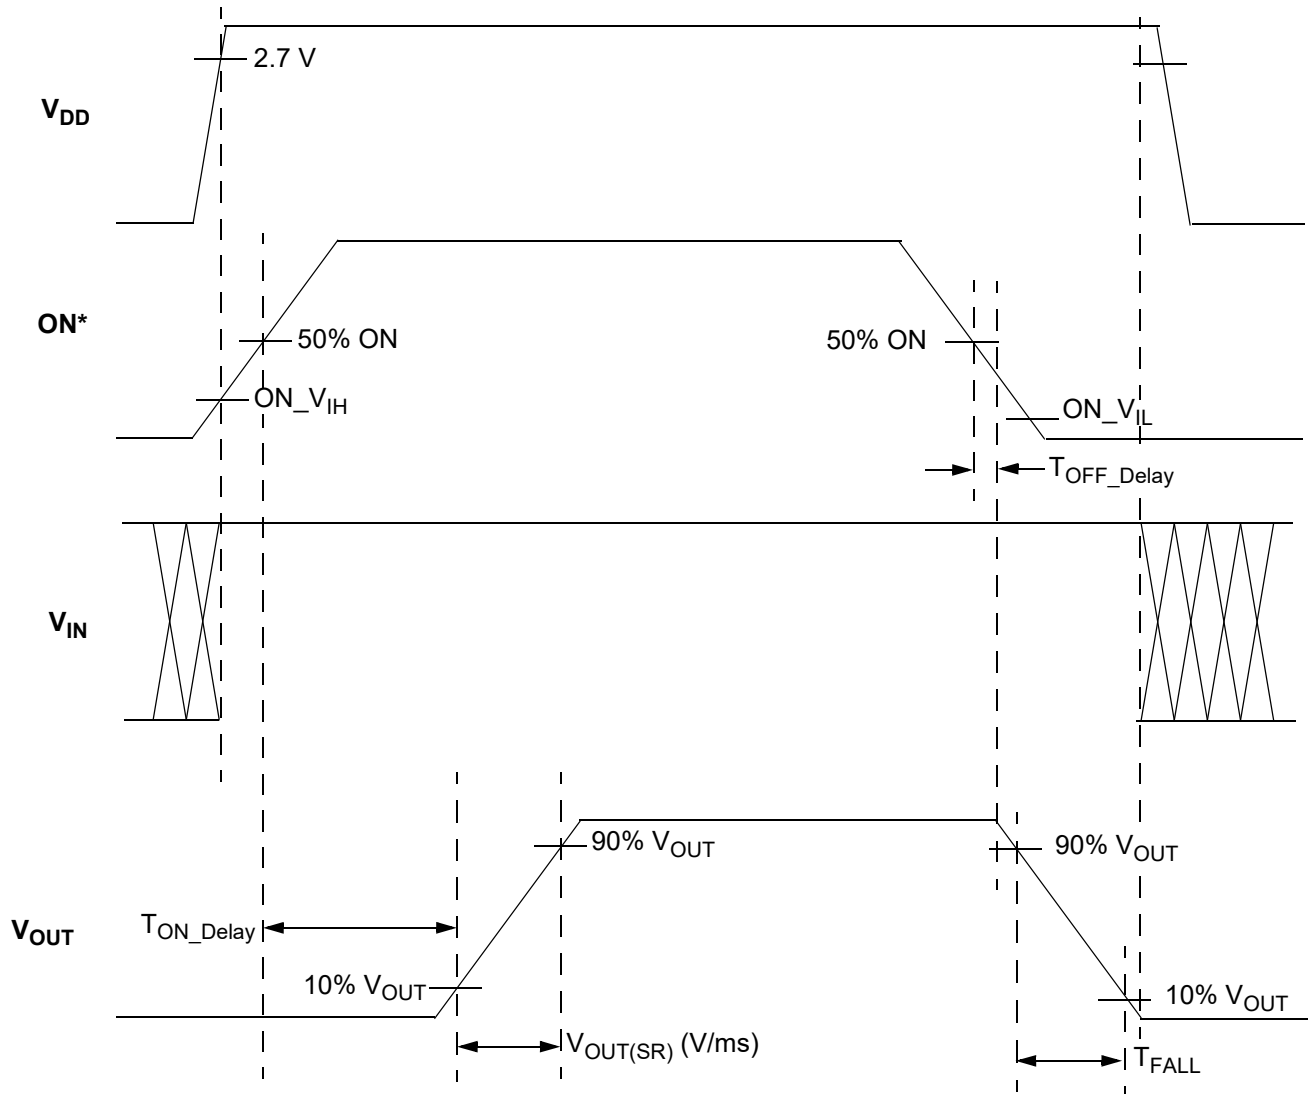 2.7 V
V_DD
ON*
50% ON
50% ON
ON_V_IH
ON_V_IL
T_OFF_Delay
V_IN
90% V_OUT
90% V_OUT
V_OUT
T_ON_Delay
10% V_OUT
10% V_OUT
V_OUT(SR) (V/ms)
T_FALL